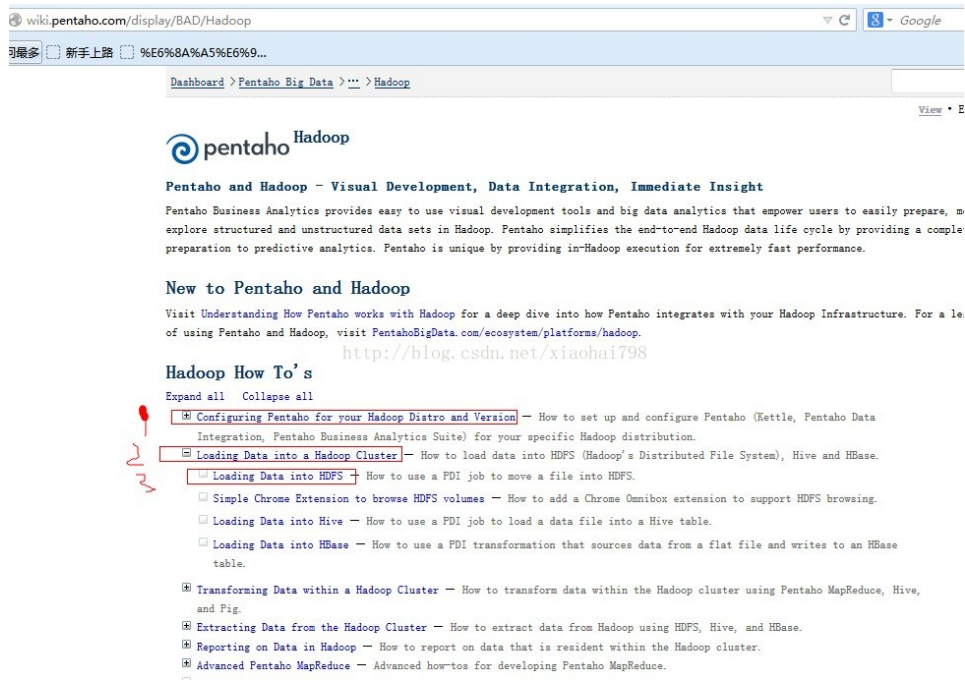 wiki.pentaho.com/display/BAD/Hadoop
Google
问最多 新手上路 %E6%8A%A5%E6%9...
Dashboard > Pentaho Big Data > ... > Hadoop
View • E
pentaho Hadoop
Pentaho and Hadoop - Visual Development, Data Integration, Immediate Insight
Pentaho Business Analytics provides easy to use visual development tools and big data analytics that empower users to easily prepare, m
explore structured and unstructured data sets in Hadoop. Pentaho simplifies the end-to-end Hadoop data life cycle by providing a complet
preparation to predictive analytics. Pentaho is unique by providing in-Hadoop execution for extremely fast performance.
New to Pentaho and Hadoop
Visit Understanding How Pentaho works with Hadoop for a deep dive into how Pentaho integrates with your Hadoop Infrastructure. For a lea
of using Pentaho and Hadoop, visit PentahoBigData.com/ecosystem/platforms/hadoop.
http://blog.csdn.net/xiaohai798
Hadoop How To's
Expand all Collapse all
1 Configuring Pentaho for your Hadoop Distro and Version — How to set up and configure Pentaho (Kettle, Pentaho Data
Integration, Pentaho Business Analytics Suite) for your specific Hadoop distribution.
2 Loading Data into a Hadoop Cluster — How to load data into HDFS (Hadoop's Distributed File System), Hive and HBase.
3 Loading Data into HDFS — How to use a PDI job to move a file into HDFS.
Simple Chrome Extension to browse HDFS volumes — How to add a Chrome Omnibox extension to support HDFS browsing.
Loading Data into Hive — How to use a PDI job to load a data file into a Hive table.
Loading Data into HBase — How to use a PDI transformation that sources data from a flat file and writes to an HBase
table.
Transforming Data within a Hadoop Cluster — How to transform data within the Hadoop cluster using Pentaho MapReduce, Hive,
and Pig.
Extracting Data from the Hadoop Cluster — How to extract data from Hadoop using HDFS, Hive, and HBase.
Reporting on Data in Hadoop — How to report on data that is resident within the Hadoop cluster.
Advanced Pentaho MapReduce — Advanced how-tos for developing Pentaho MapReduce.